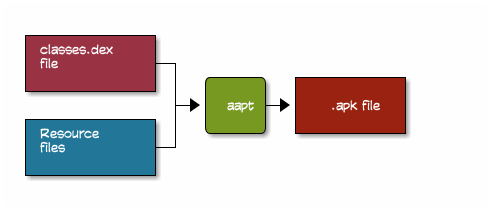 classes.dex
file
Resource
files
aapt
.apk file